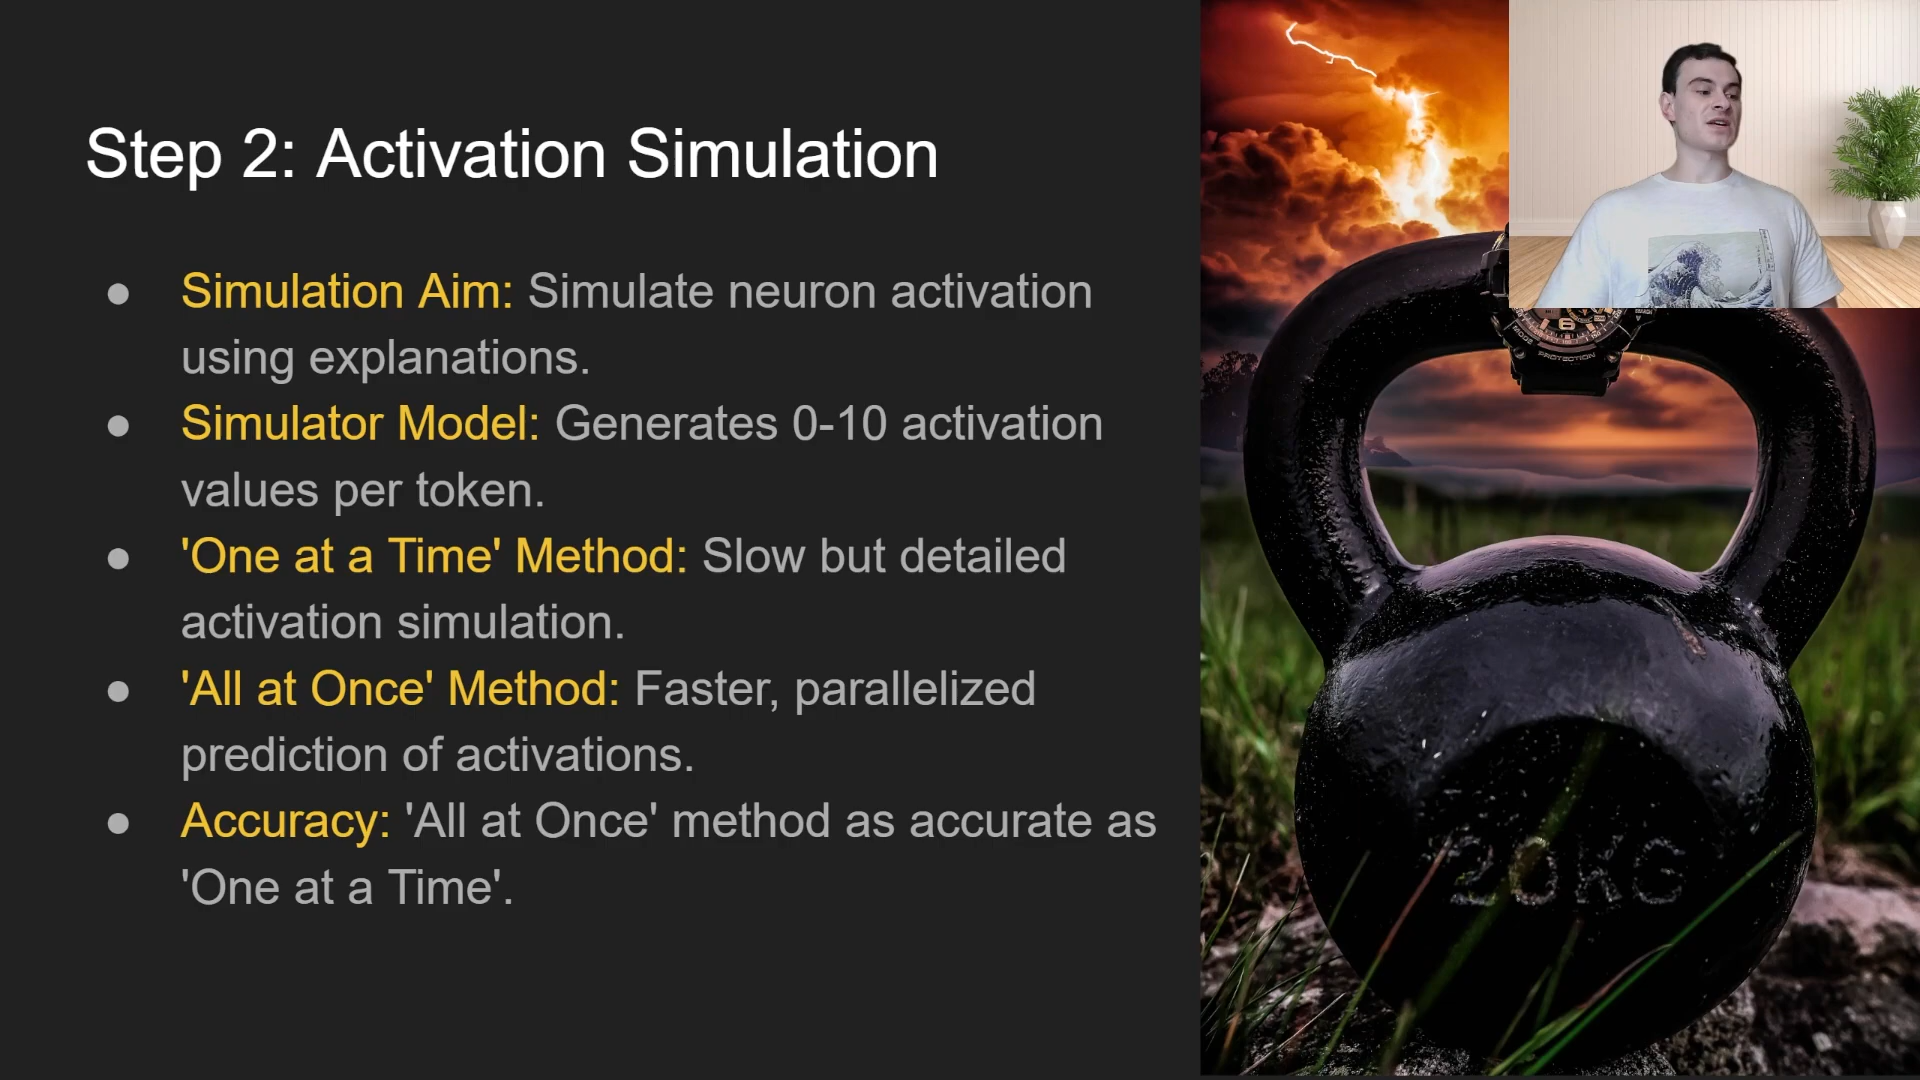 Step 2: Activation Simulation
● Simulation Aim: Simulate neuron activation
using explanations.
● Simulator Model: Generates 0-10 activation
values per token.
● 'One at a Time' Method: Slow but detailed
activation simulation.
● 'All at Once' Method: Faster, parallelized
prediction of activations.
● Accuracy: 'All at Once' method as accurate as
'One at a Time'.
PROTECTION
20KG